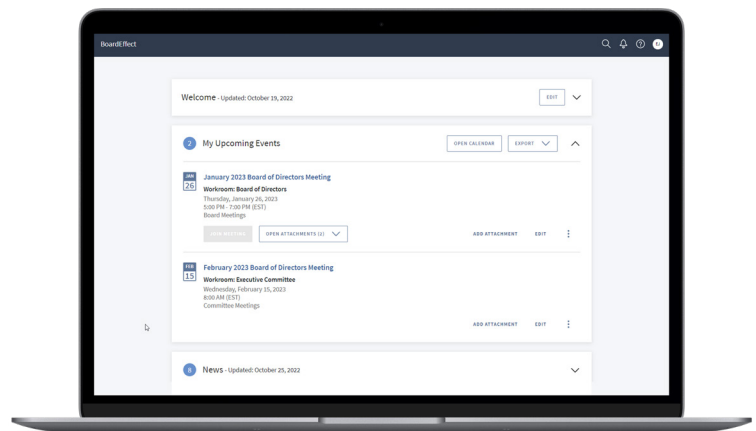 BoardEffect
Welcome - Updated: October 19, 2022
EDIT
2 My Upcoming Events
OPEN CALENDAR
EXPORT
JAN
26
January 2023 Board of Directors Meeting
Workroom: Board of Directors
Thursday, January 26, 2023
5:00 PM - 7:00 PM (EST)
Board Meetings
OPEN ATTACHMENTS (2)
ADD ATTACHMENT
EDIT
FEB
15
February 2023 Board of Directors Meeting
Workroom: Executive Committee
Wednesday, February 15, 2023
8:00 AM (EST)
Committee Meetings
ADD ATTACHMENT
EDIT
8 News - Updated: October 25, 2022